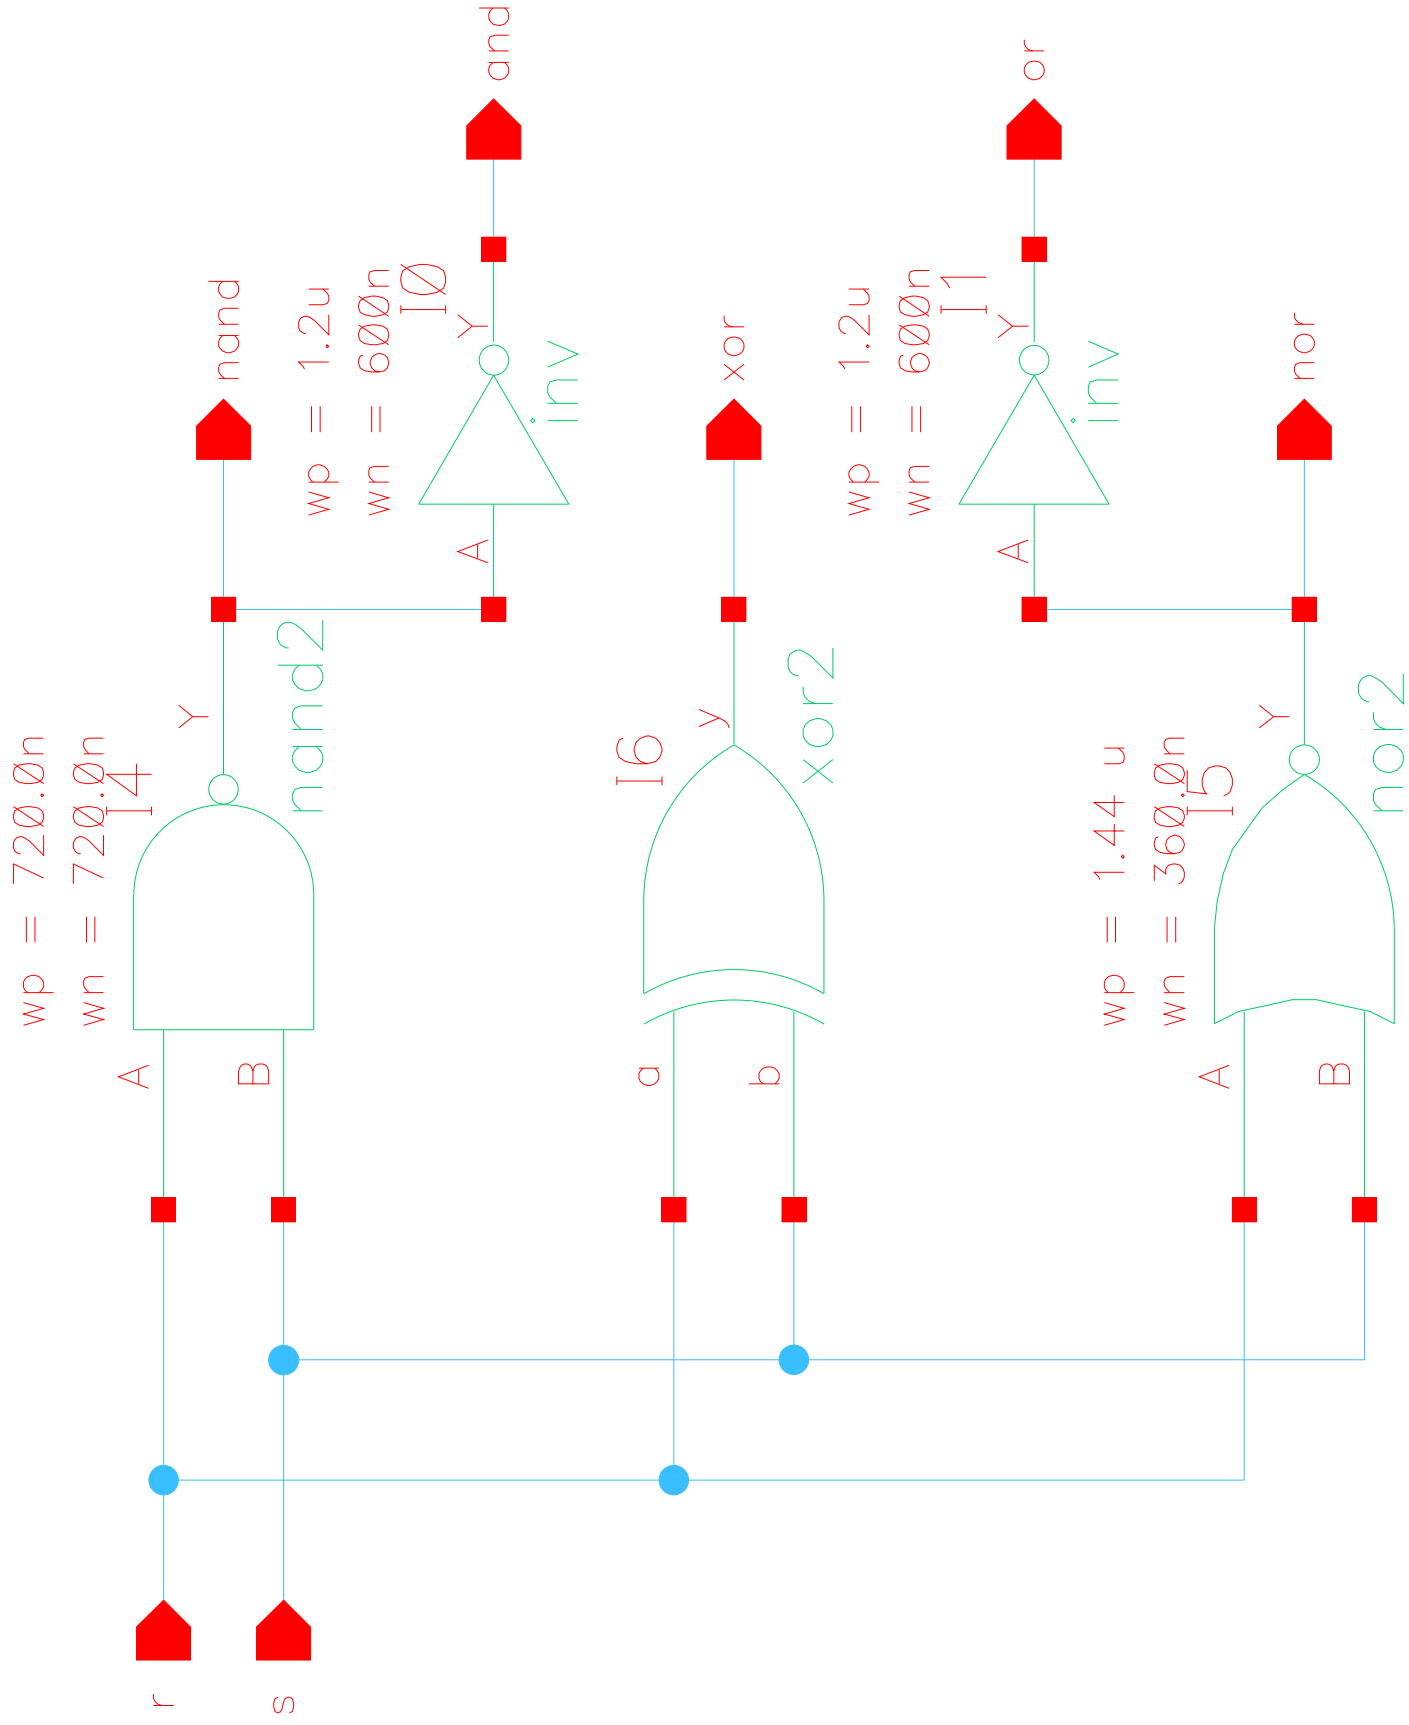 wp = 720.0n
wn = 720.0n
I4
nand2
A
B
Y
nand
wp = 1.2u
wn = 600n
I0
inv
A
Y
and
I6
xor2
a
b
y
xor
wp = 1.2u
wn = 600n
I1
inv
A
Y
or
wp = 1.44 u
wn = 360.0n
I5
nor2
A
B
Y
nor
r
s